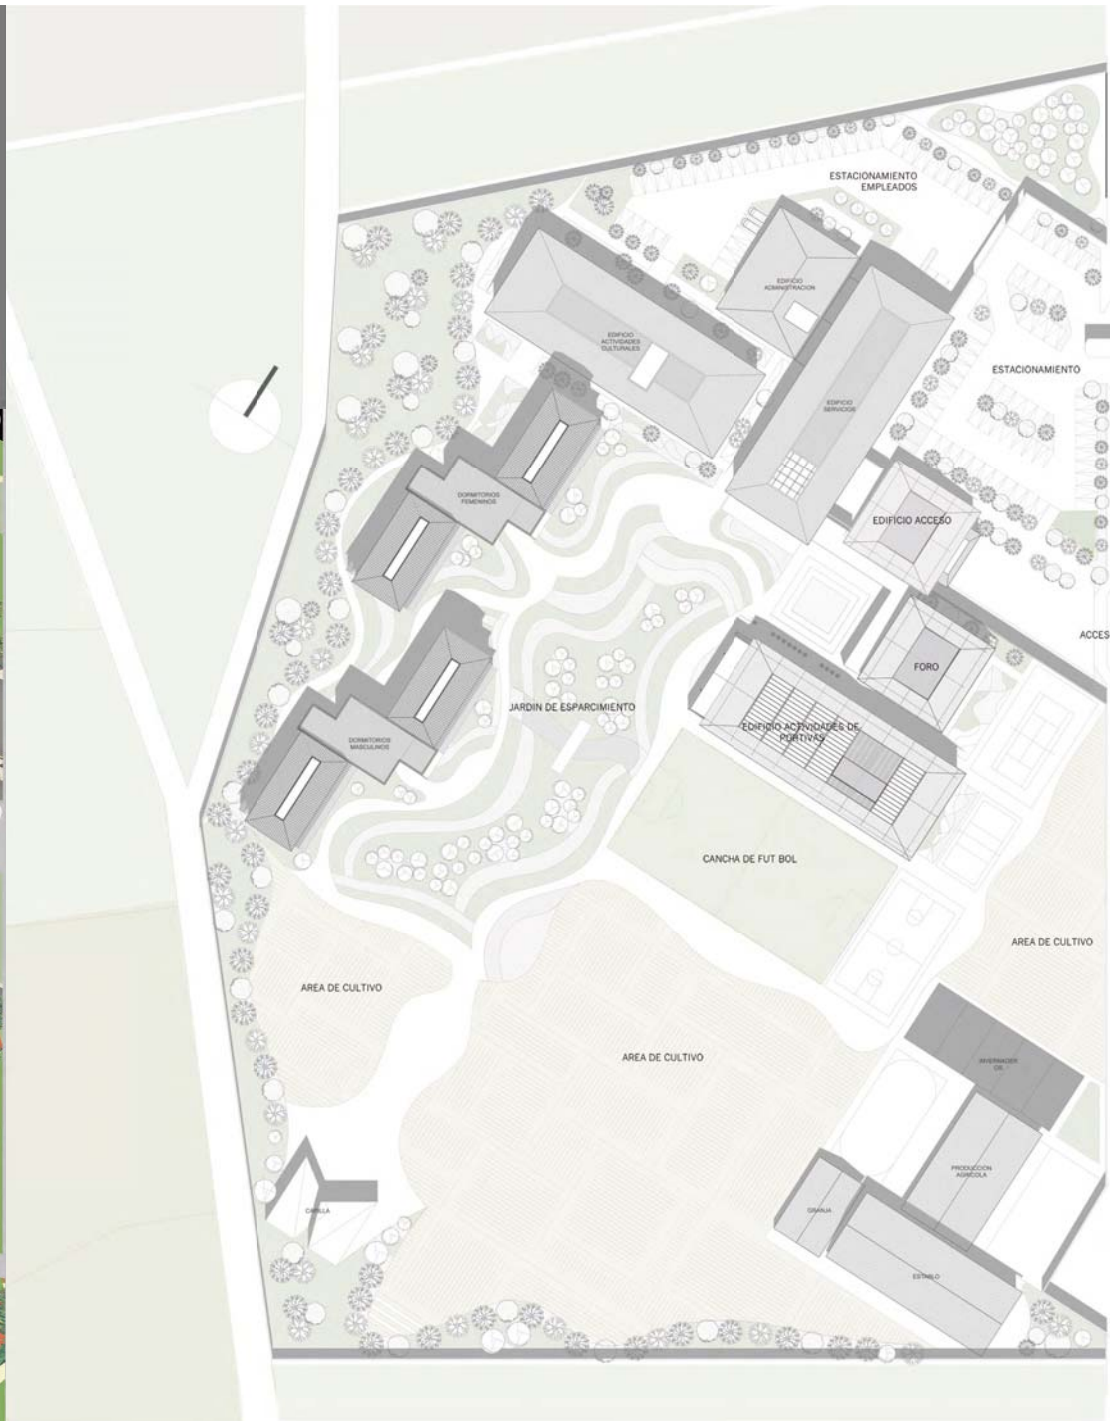 ESTACIONAMIENTO
EMPLEADOS
EDIFICIO
ADMINISTRACION
EDIFICIO
ACTIVIDADES
CULTURALES
ESTACIONAMIENTO
EDIFICIO
SERVICIOS
DORMITORIOS
FEMENINOS
EDIFICIO ACCESO
ACCES
FORO
JARDIN DE ESPARCIMIENTO
EDIFICIO ACTIVIDADES DE
PORTIVAS
DORMITORIOS
MASCULINOS
CANCHA DE FUT BOL
AREA DE CULTIVO
AREA DE CULTIVO
AREA DE CULTIVO
INVERNADER
OS
PRODUCCION
AGRICOLA
CAPILLA
GRANJA
ESTABLO